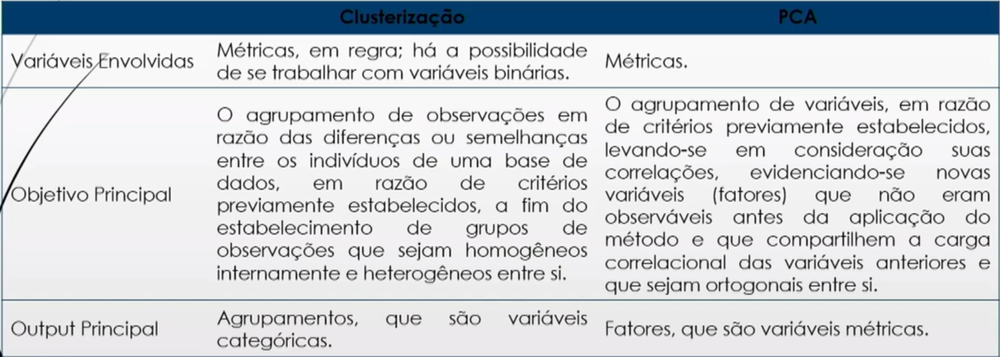 Clusterização PCA
Variáveis Envolvidas
Métricas, em regra; há a possibilidade
de se trabalhar com variáveis binárias.
Métricas.
Objetivo Principal
O agrupamento de observações em
razão das diferenças ou semelhanças
entre os indivíduos de uma base de
dados, em razão de critérios
previamente estabelecidos, a fim do
estabelecimento de grupos de
observações que sejam homogêneos
internamente e heterogêneos entre si.
O agrupamento de variáveis, em razão
de critérios previamente estabelecidos,
levando-se em consideração suas
correlações, evidenciando-se novas
variáveis (fatores) que não eram
observáveis antes da aplicação do
método e que compartilhem a carga
correlacional das variáveis anteriores e
que sejam ortogonais entre si.
Output Principal
Agrupamentos, que são variáveis
categóricas.
Fatores, que são variáveis métricas.